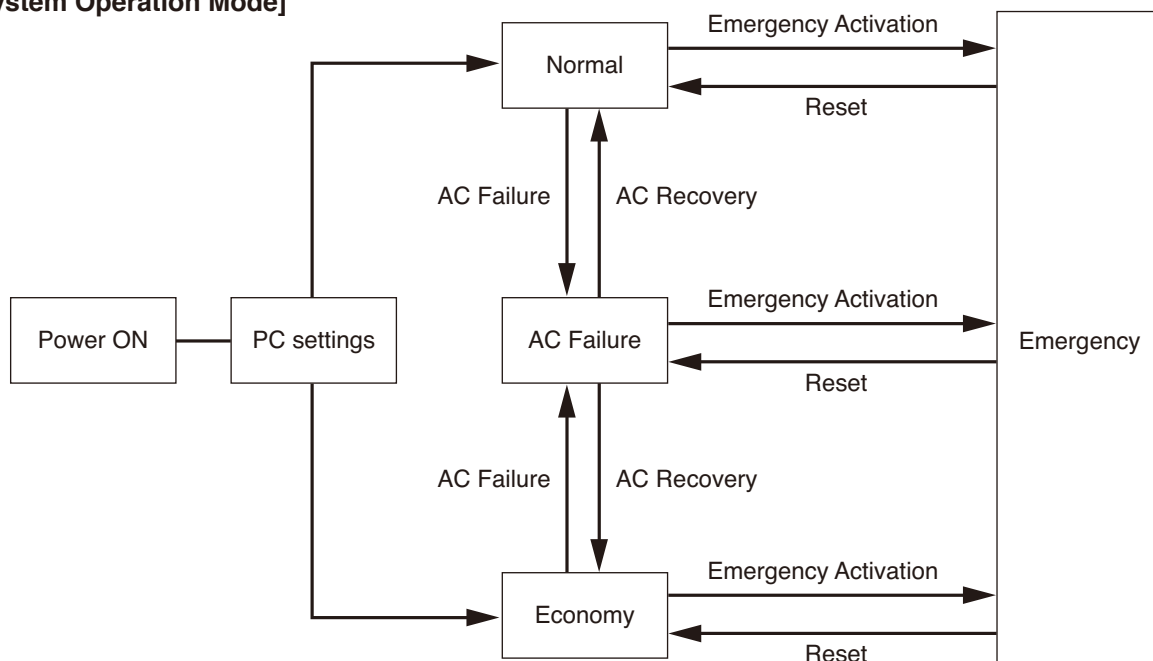 ystem Operation Mode]
Emergency Activation
Normal
Reset
AC Failure
AC Recovery
Emergency Activation
Power ON
PC settings
AC Failure
Emergency
Reset
AC Failure
AC Recovery
Emergency Activation
Economy
Reset